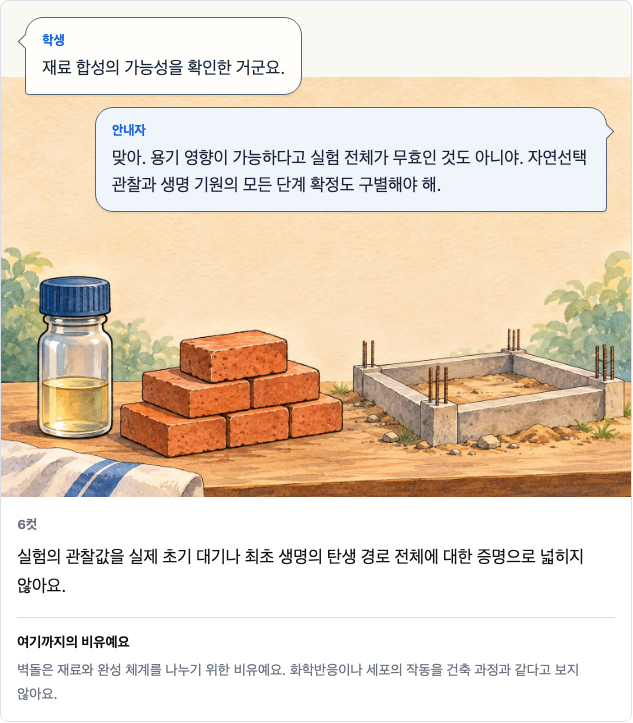 학생
재료 합성의 가능성을 확인한 거군요.
안내자
맞아. 용기 영향이 가능하다고 실험 전체가 무효인 것도 아니야. 자연선택
관찰과 생명 기원의 모든 단계 확정도 구별해야 해.
6컷
실험의 관찰값을 실제 초기 대기나 최초 생명의 탄생 경로 전체에 대한 증명으로 넓히지
않아요.
여기까지의 비유예요
벽돌은 재료와 완성 체계를 나누기 위한 비유예요. 화학반응이나 세포의 작동을 건축 과정과 같다고 보지
않아요.